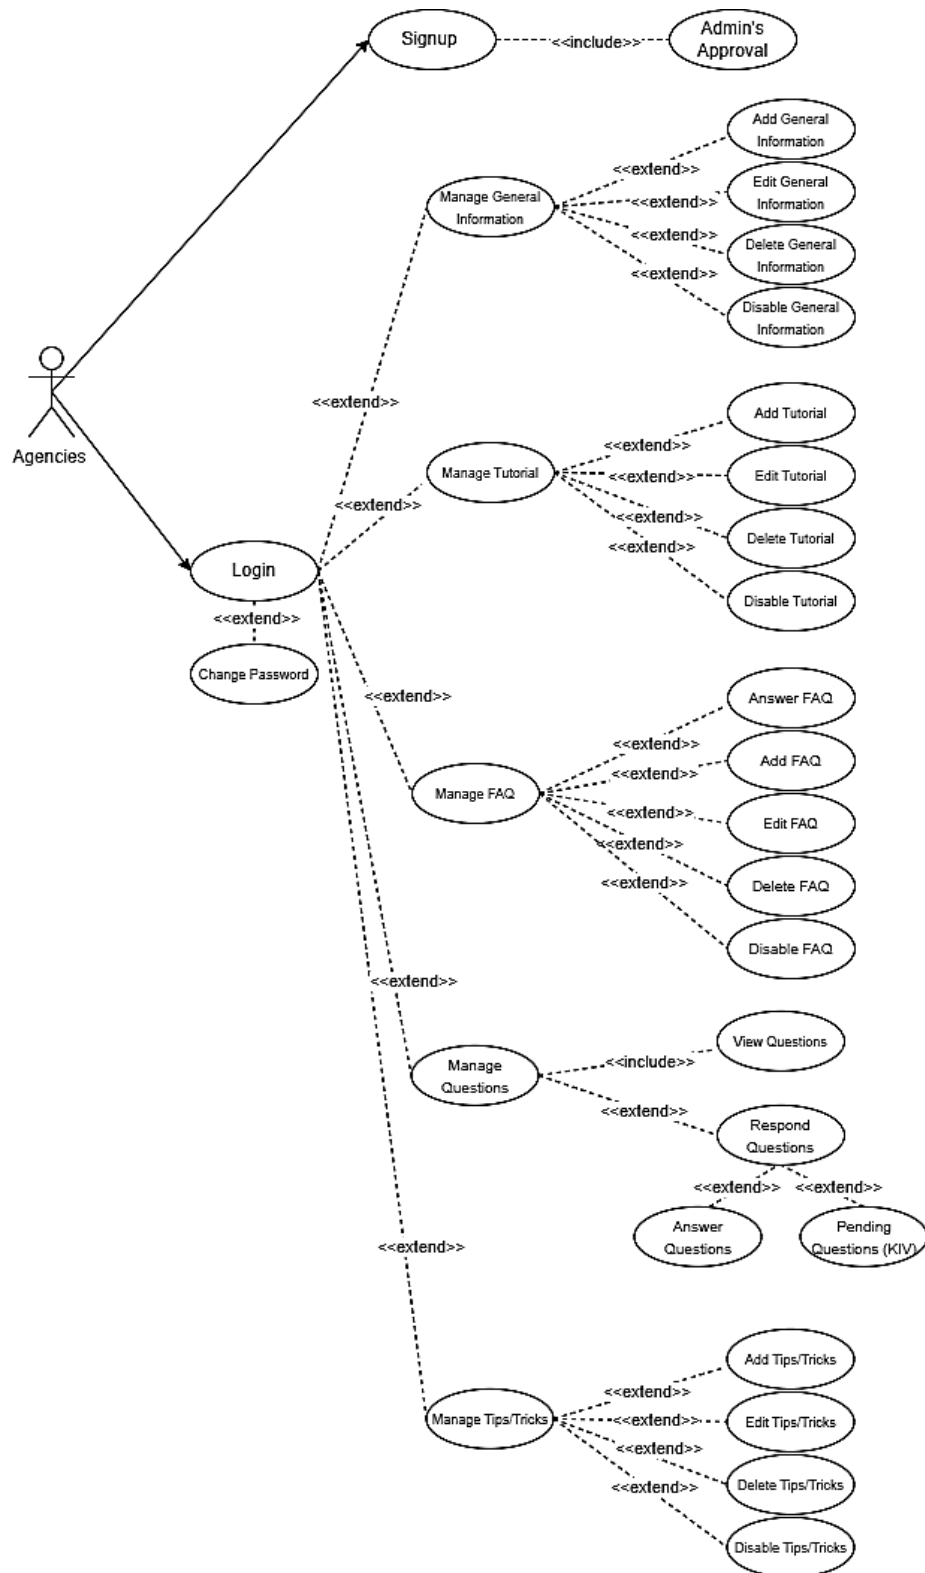 Signup
<<include>>
Admin's
Approval
Add General
Information
<<extend>>
Manage General
Information
Edit General
Information
<<extend>>
Delete General
Information
<<extend>>
Disable General
Information
<<extend>>
<<extend>>
Agencies
Add Tutorial
<<extend>>
Manage Tutorial
Edit Tutorial
<<extend>>
<<extend>>
Delete Tutorial
<<extend>>
Disable Tutorial
<<extend>>
Login
<<extend>>
Change Password
<<extend>>
Answer FAQ
<<extend>>
Add FAQ
<<extend>>
Manage FAQ
Edit FAQ
<<extend>>
Delete FAQ
<<extend>>
Disable FAQ
<<extend>>
<<extend>>
View Questions
<<include>>
Manage
Questions
<<extend>>
Respond
Questions
<<extend>>
<<extend>>
Answer
Questions
Pending
Questions (KIV)
<<extend>>
Add Tips/Tricks
<<extend>>
Manage Tips/Tricks
Edit Tips/Tricks
<<extend>>
Delete Tips/Tricks
<<extend>>
Disable Tips/Tricks
<<extend>>